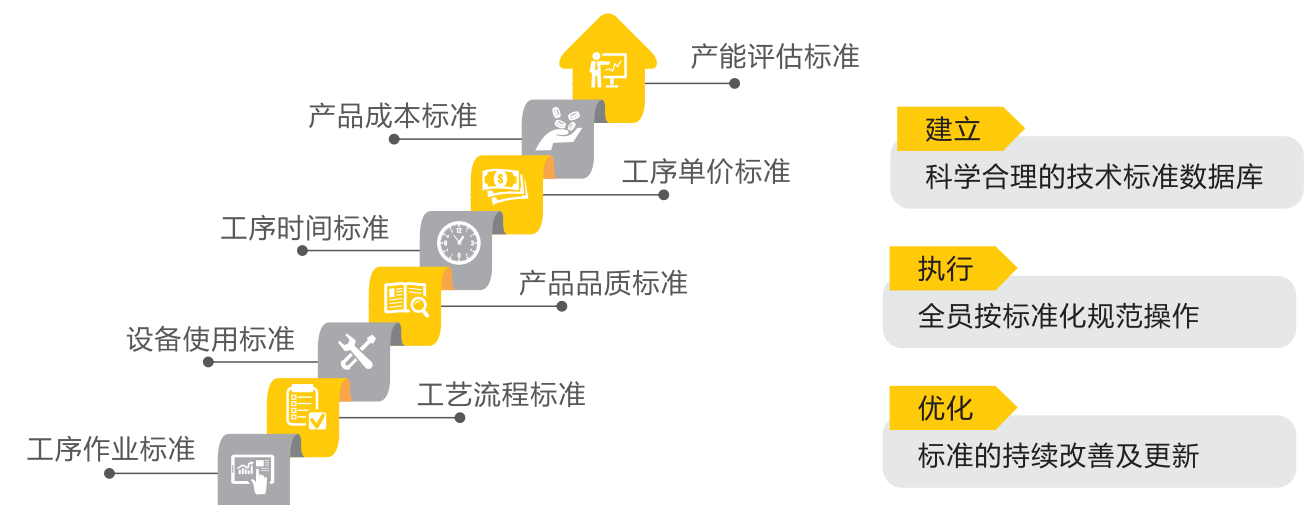 产能评估标准
产品成本标准
工序单价标准
工序时间标准
产品品质标准
设备使用标准
工艺流程标准
工序作业标准
建立
科学合理的技术标准数据库
执行
全员按标准化规范操作
优化
标准的持续改善及更新